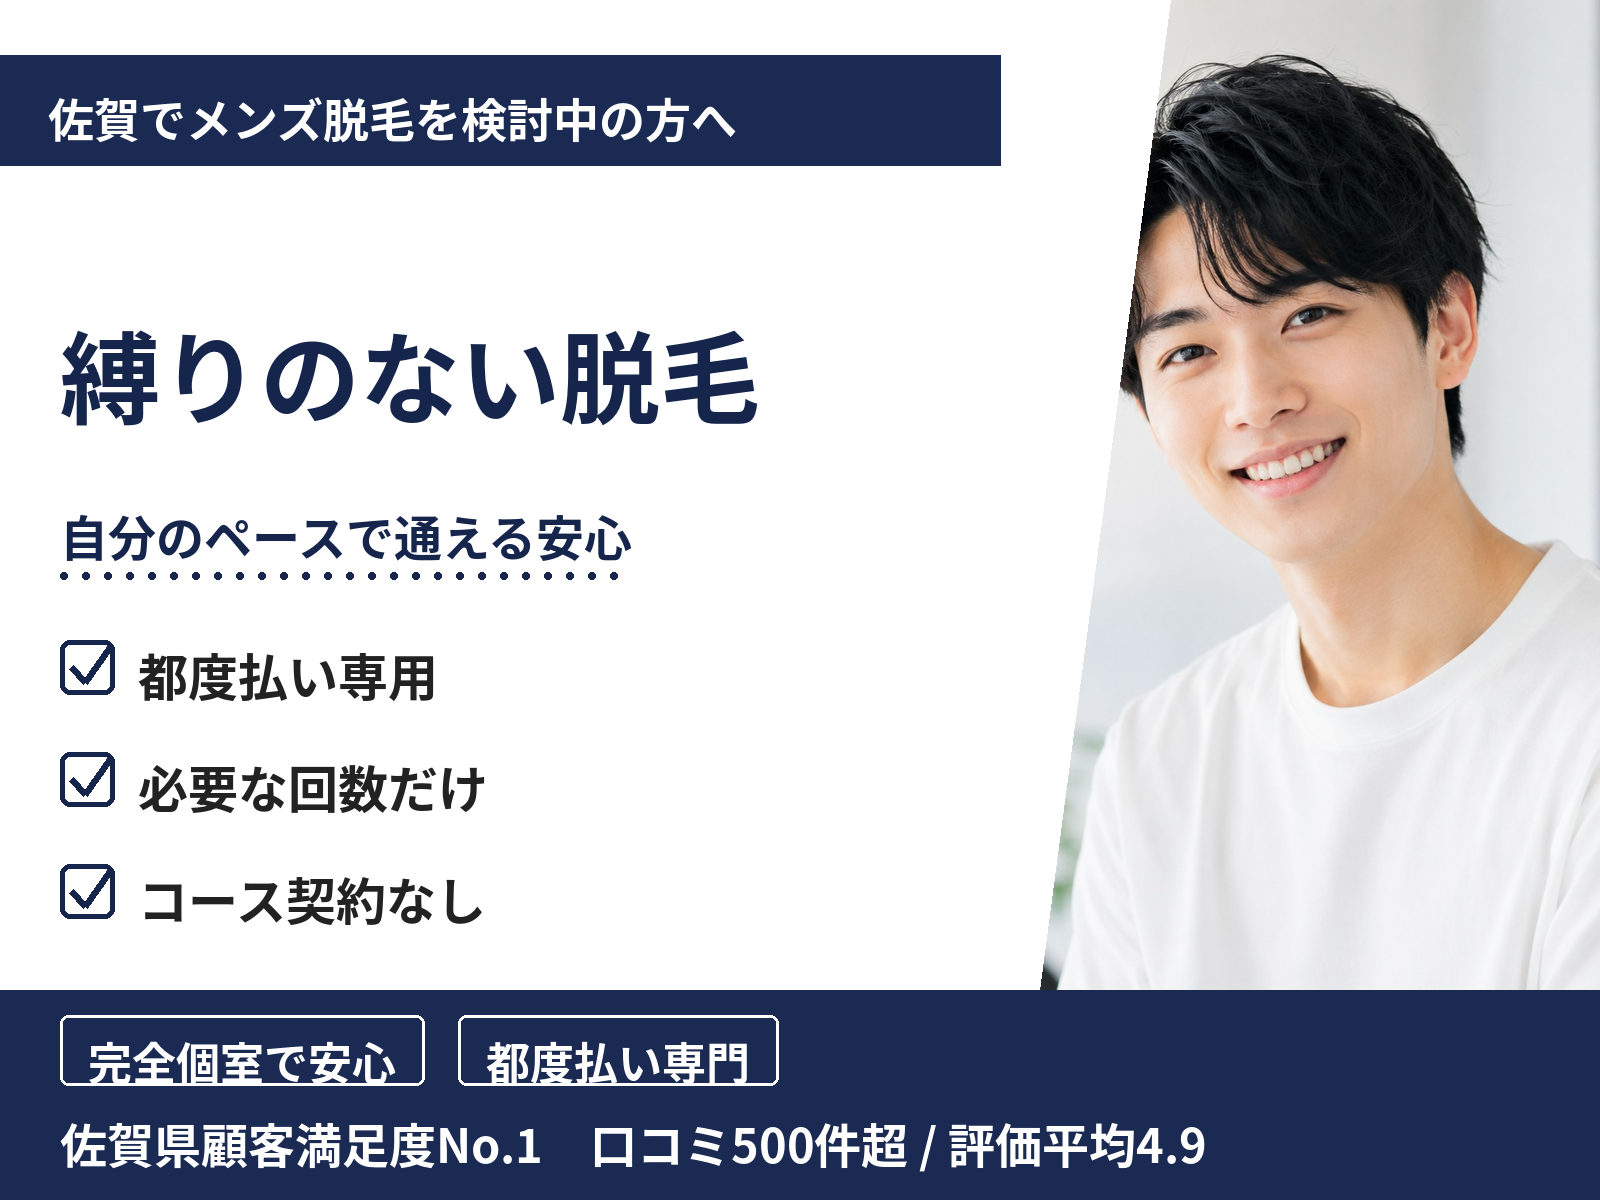 佐賀でメンズ脱毛を検討中の方へ
縛りのない脱毛
自分のペースで通える安心
都度払い専用
必要な回数だけ
コース契約なし
完全個室で安心 都度払い専門
佐賀県顧客満足度No.1　口コミ500件超 / 評価平均4.9